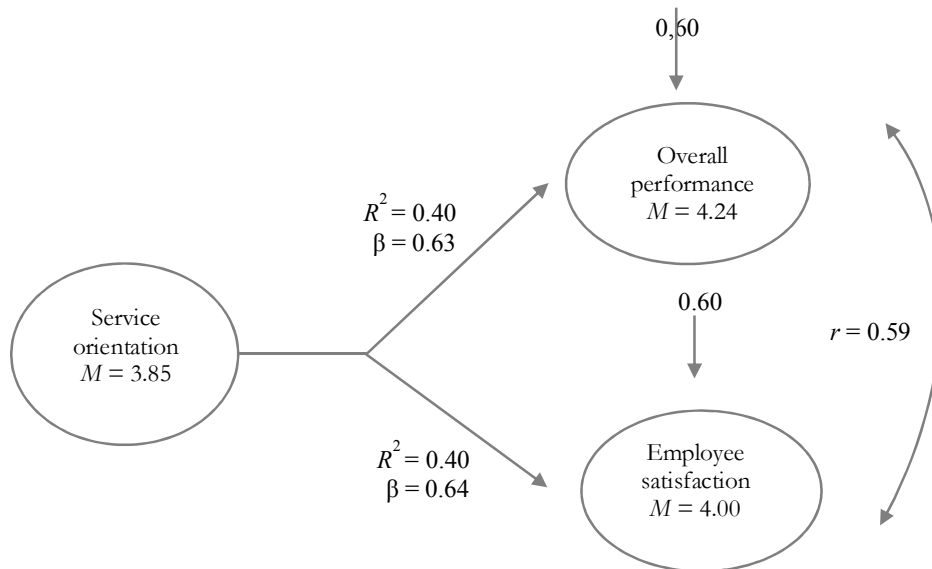 0,60
Overall
performance
M = 4.24
R² = 0.40
β = 0.63
0.60
Service
orientation
M = 3.85
r = 0.59
R² = 0.40
β = 0.64
Employee
satisfaction
M = 4.00